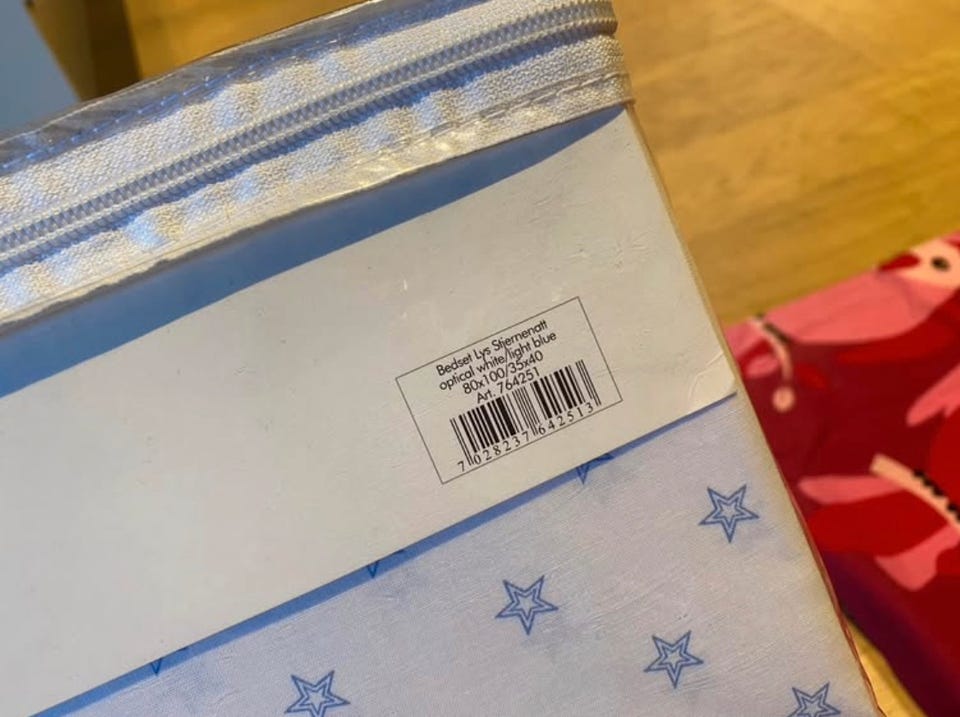 Bedset Lys Stjernenatt
optical white/light blue
80x100/35x40
Art. 764251
7 028237 642513